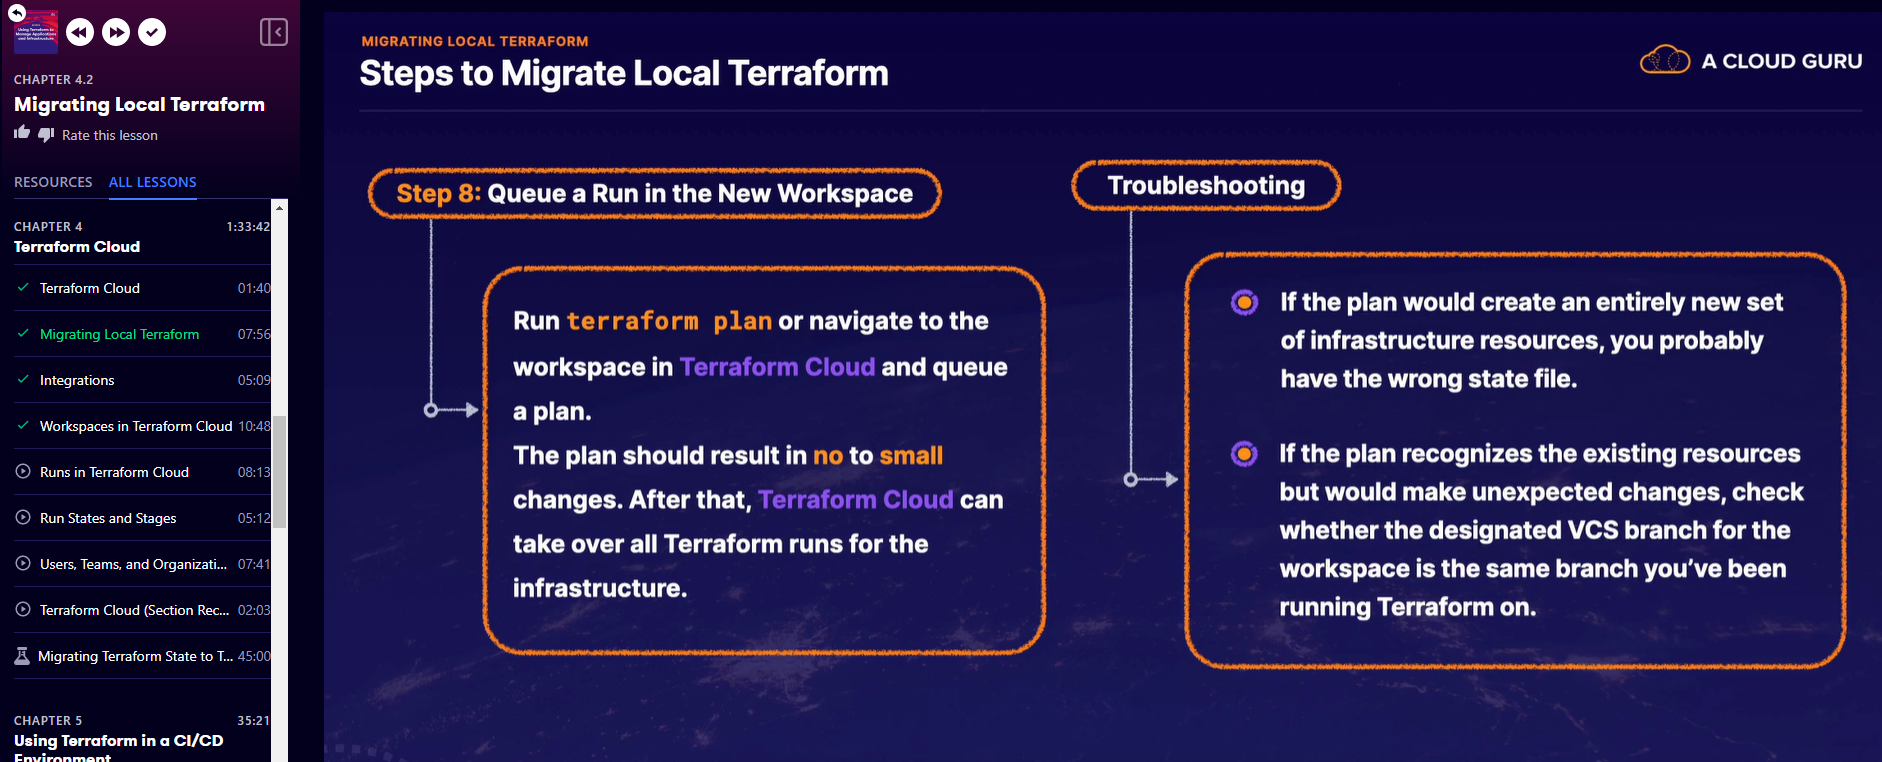 Using Terraform to
Manage Applications
and Infrastructure
CHAPTER 4.2
Migrating Local Terraform
Rate this lesson
RESOURCES
ALL LESSONS
CHAPTER 4
1:33:42
Terraform Cloud
Terraform Cloud 01:40
Migrating Local Terraform 07:56
Integrations 05:09
Workspaces in Terraform Cloud 10:48
Runs in Terraform Cloud 08:13
Run States and Stages 05:12
Users, Teams, and Organizati... 07:41
Terraform Cloud (Section Rec... 02:03
Migrating Terraform State to T... 45:00
CHAPTER 5
35:21
Using Terraform in a CI/CD
Environment
MIGRATING LOCAL TERRAFORM
Steps to Migrate Local Terraform
A CLOUD GURU
Step 8: Queue a Run in the New Workspace
Run terraform plan or navigate to the
workspace in Terraform Cloud and queue
a plan.
The plan should result in no to small
changes. After that, Terraform Cloud can
take over all Terraform runs for the
infrastructure.
Troubleshooting
If the plan would create an entirely new set
of infrastructure resources, you probably
have the wrong state file.
If the plan recognizes the existing resources
but would make unexpected changes, check
whether the designated VCS branch for the
workspace is the same branch you’ve been
running Terraform on.